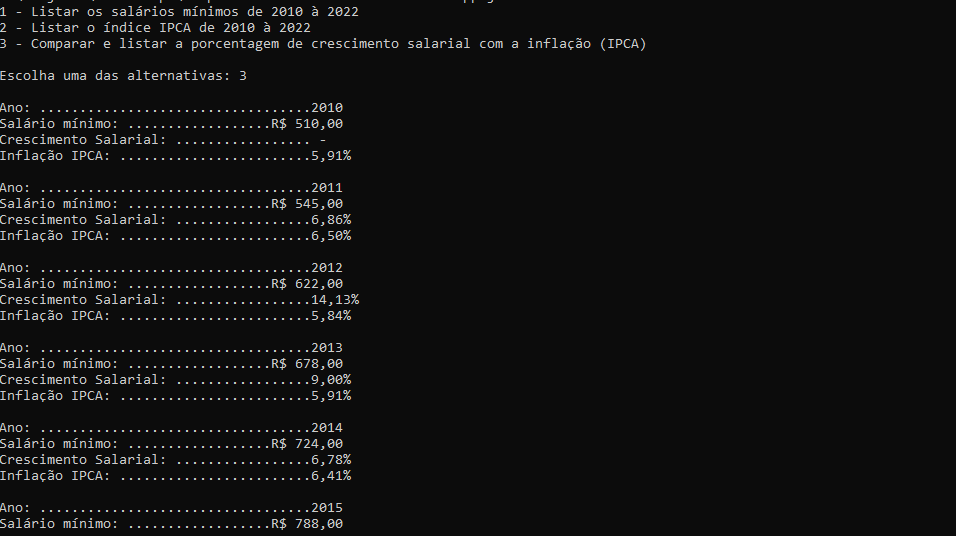 1 - Listar os salários mínimos de 2010 à 2022
2 - Listar o índice IPCA de 2010 à 2022
3 - Comparar e listar a porcentagem de crescimento salarial com a inflação (IPCA)
Escolha uma das alternativas: 3
Ano: ..................................2010
Salário mínimo: ..................R$ 510,00
Crescimento Salarial: ................. -
Inflação IPCA: ........................5,91%
Ano: ..................................2011
Salário mínimo: ..................R$ 545,00
Crescimento Salarial: .................6,86%
Inflação IPCA: ........................6,50%
Ano: ..................................2012
Salário mínimo: ..................R$ 622,00
Crescimento Salarial: .................14,13%
Inflação IPCA: ........................5,84%
Ano: ..................................2013
Salário mínimo: ..................R$ 678,00
Crescimento Salarial: .................9,00%
Inflação IPCA: ........................5,91%
Ano: ..................................2014
Salário mínimo: ..................R$ 724,00
Crescimento Salarial: .................6,78%
Inflação IPCA: ........................6,41%
Ano: ..................................2015
Salário mínimo: ..................R$ 788,00